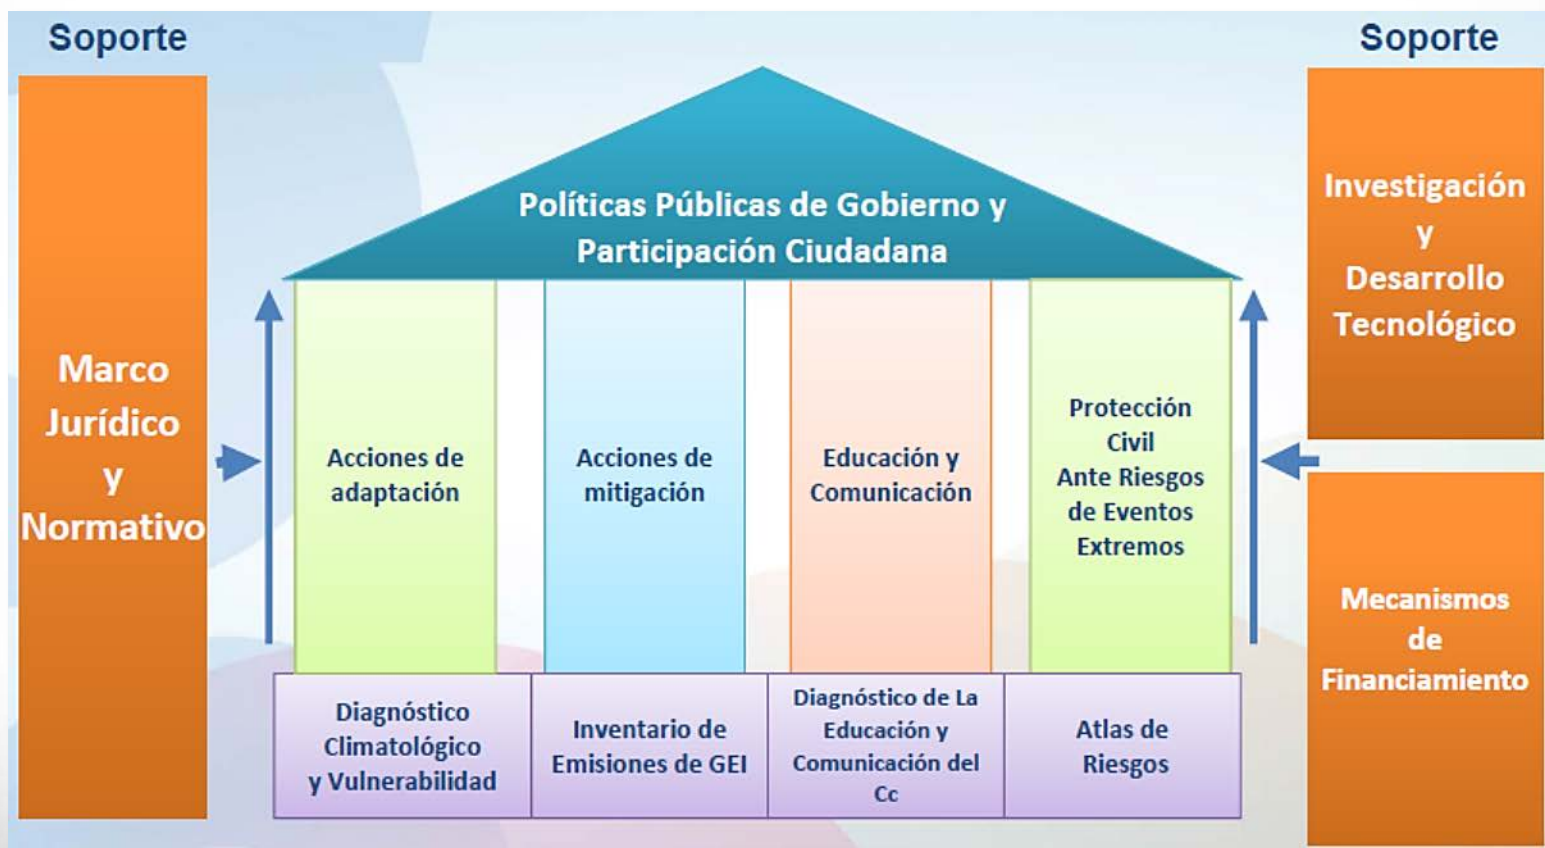 Soporte
Marco
Jurídico
y
Normativo
Políticas Públicas de Gobierno y
Participación Ciudadana
Acciones de
adaptación
Acciones de
mitigación
Educación y
Comunicación
Protección
Civil
Ante Riesgos
de Eventos
Extremos
Diagnóstico
Climatológico
y Vulnerabilidad
Inventario de
Emisiones de GEI
Diagnóstico de La
Educación y
Comunicación del
Cc
Atlas de
Riesgos
Soporte
Investigación
y
Desarrollo
Tecnológico
Mecanismos
de
Financiamiento